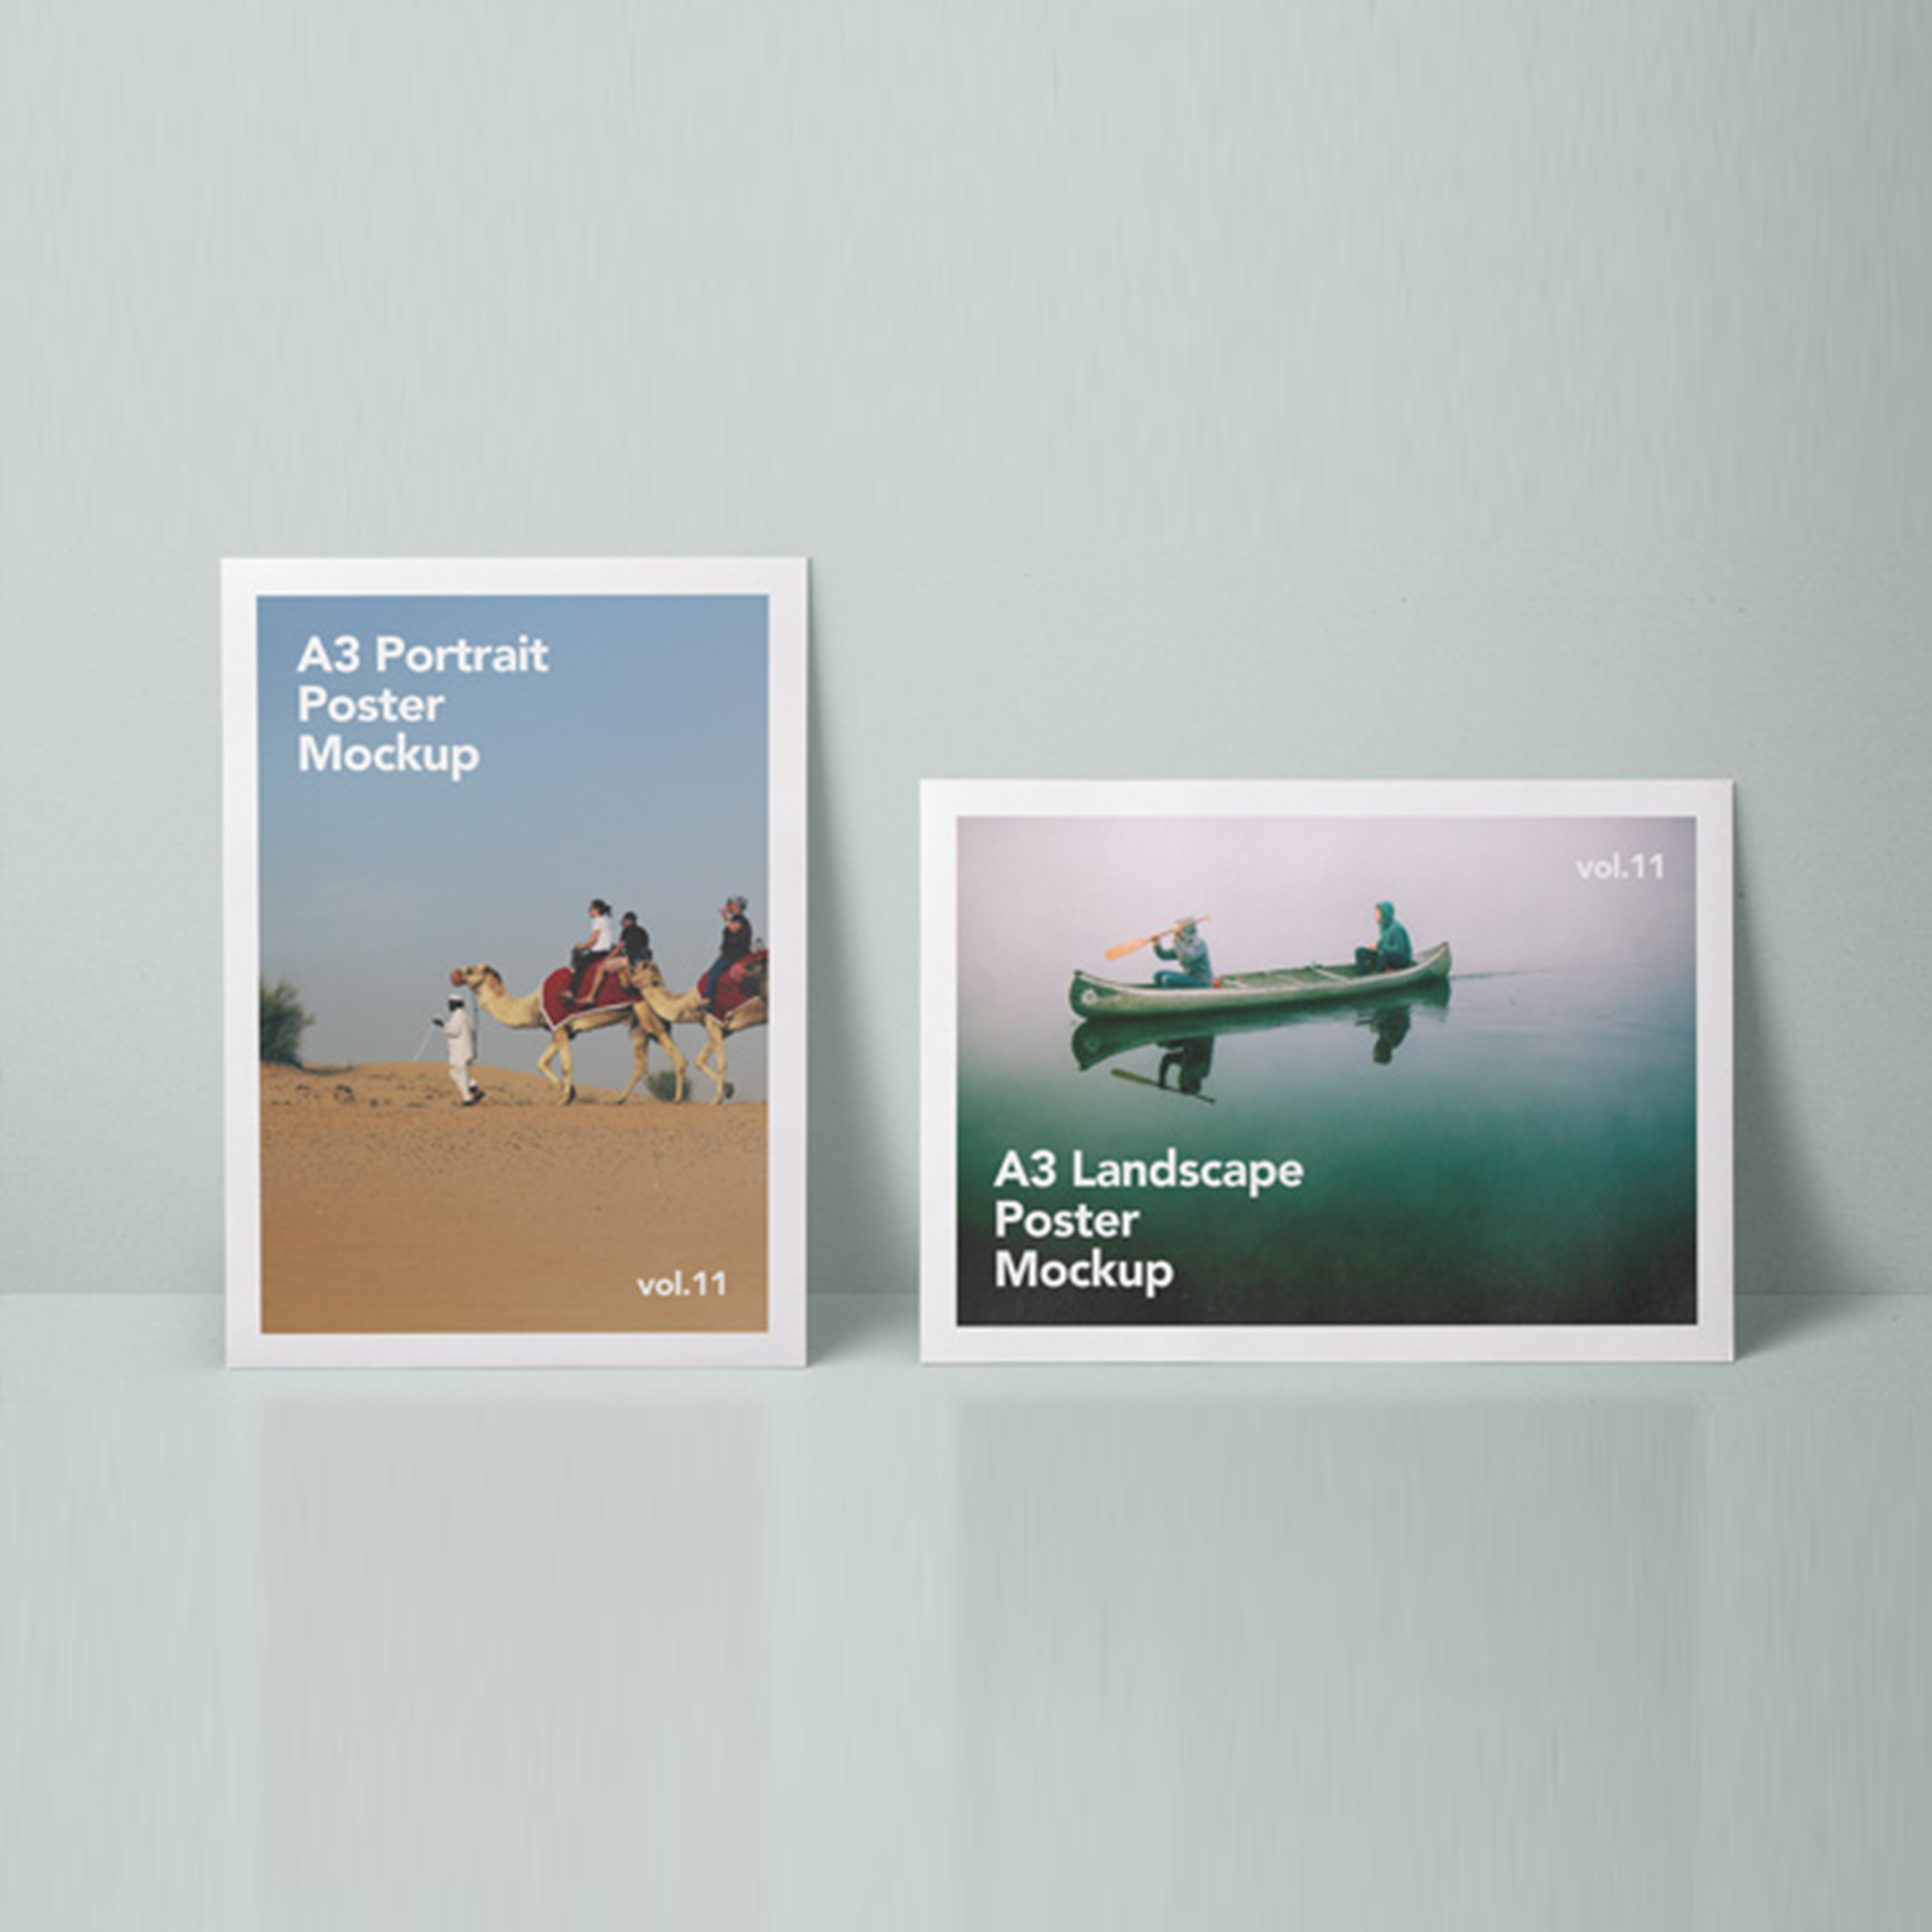 A3 Portrait
Poster
Mockup
vol.11
vol.11
A3 Landscape
Poster
Mockup